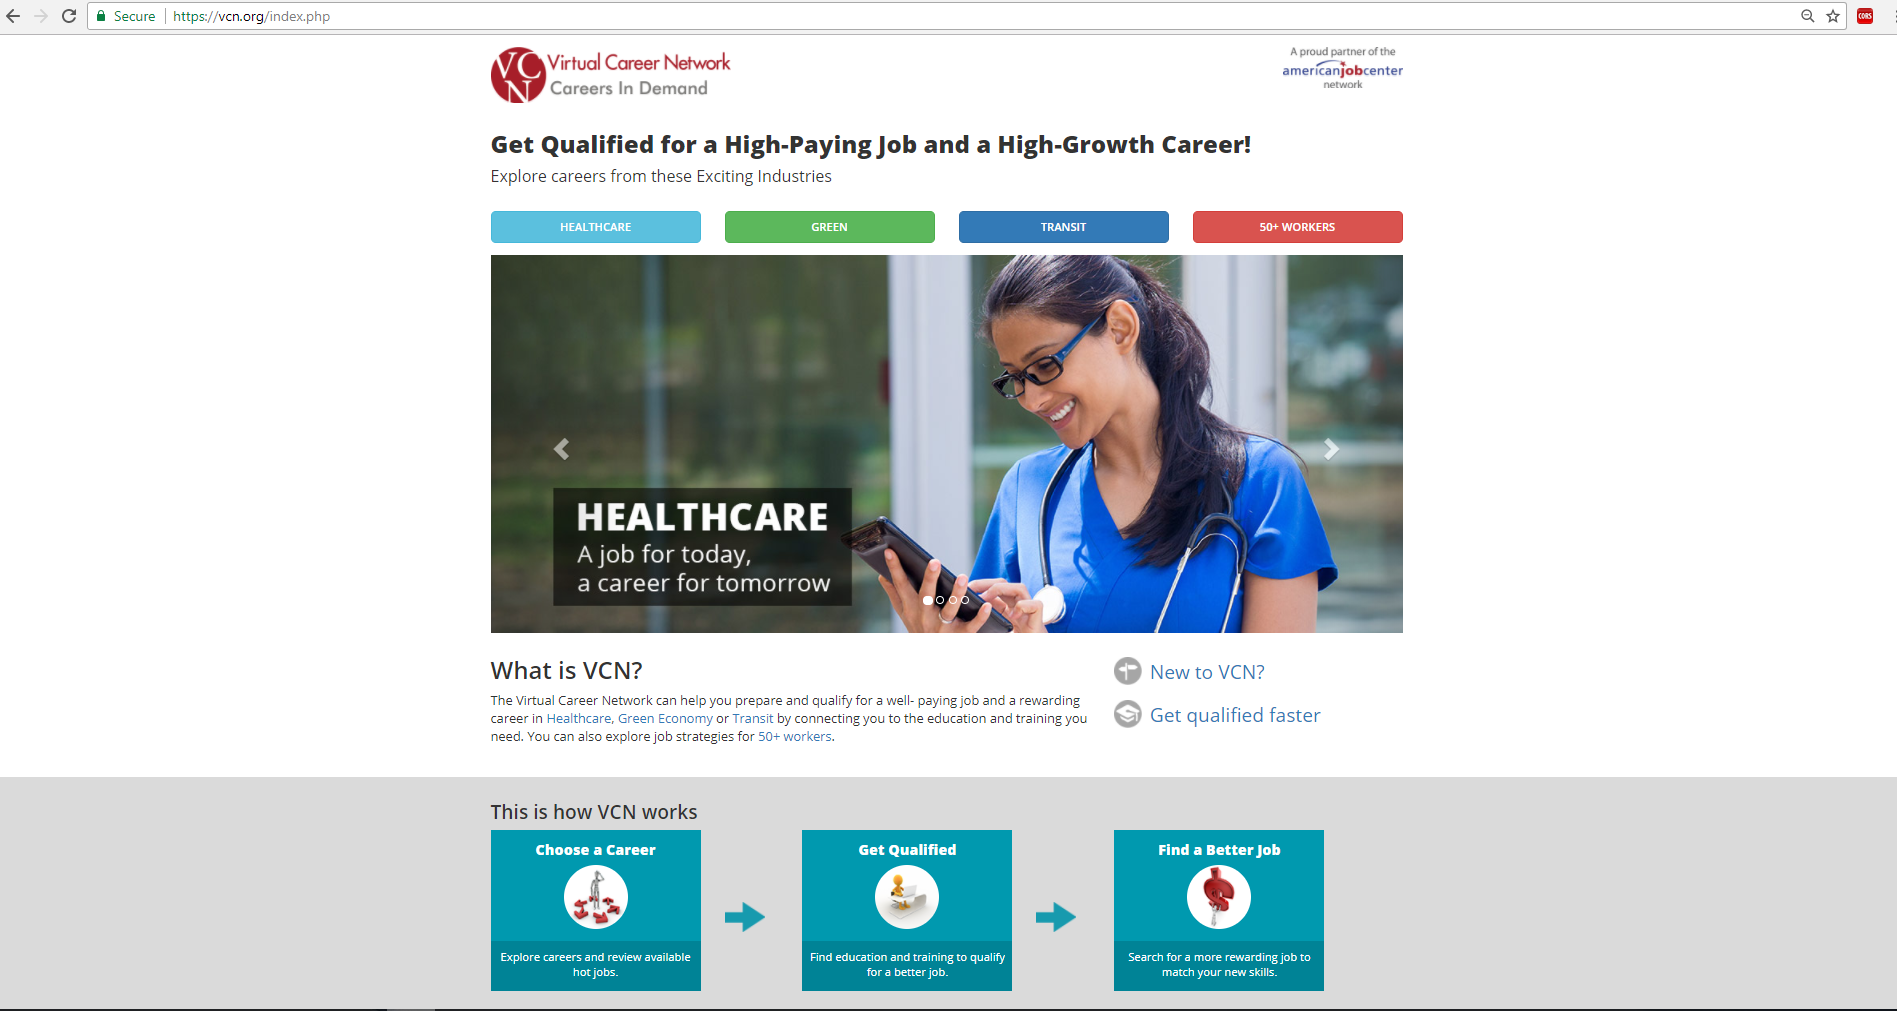 Secure
https://vcn.org/index.php
CORS
VCN
Virtual Career Network
Careers In Demand
A proud partner of the
americanjobcenter
network
Get Qualified for a High-Paying Job and a High-Growth Career!
Explore careers from these Exciting Industries
HEALTHCARE
GREEN
TRANSIT
50+ WORKERS
HEALTHCARE
A job for today,
a career for tomorrow
What is VCN?
The Virtual Career Network can help you prepare and qualify for a well- paying job and a rewarding
career in Healthcare, Green Economy or Transit by connecting you to the education and training you
need. You can also explore job strategies for 50+ workers.
New to VCN?
Get qualified faster
This is how VCN works
Choose a Career
Explore careers and review available
hot jobs.
Get Qualified
Find education and training to qualify
for a better job.
Find a Better Job
Search for a more rewarding job to
match your new skills.